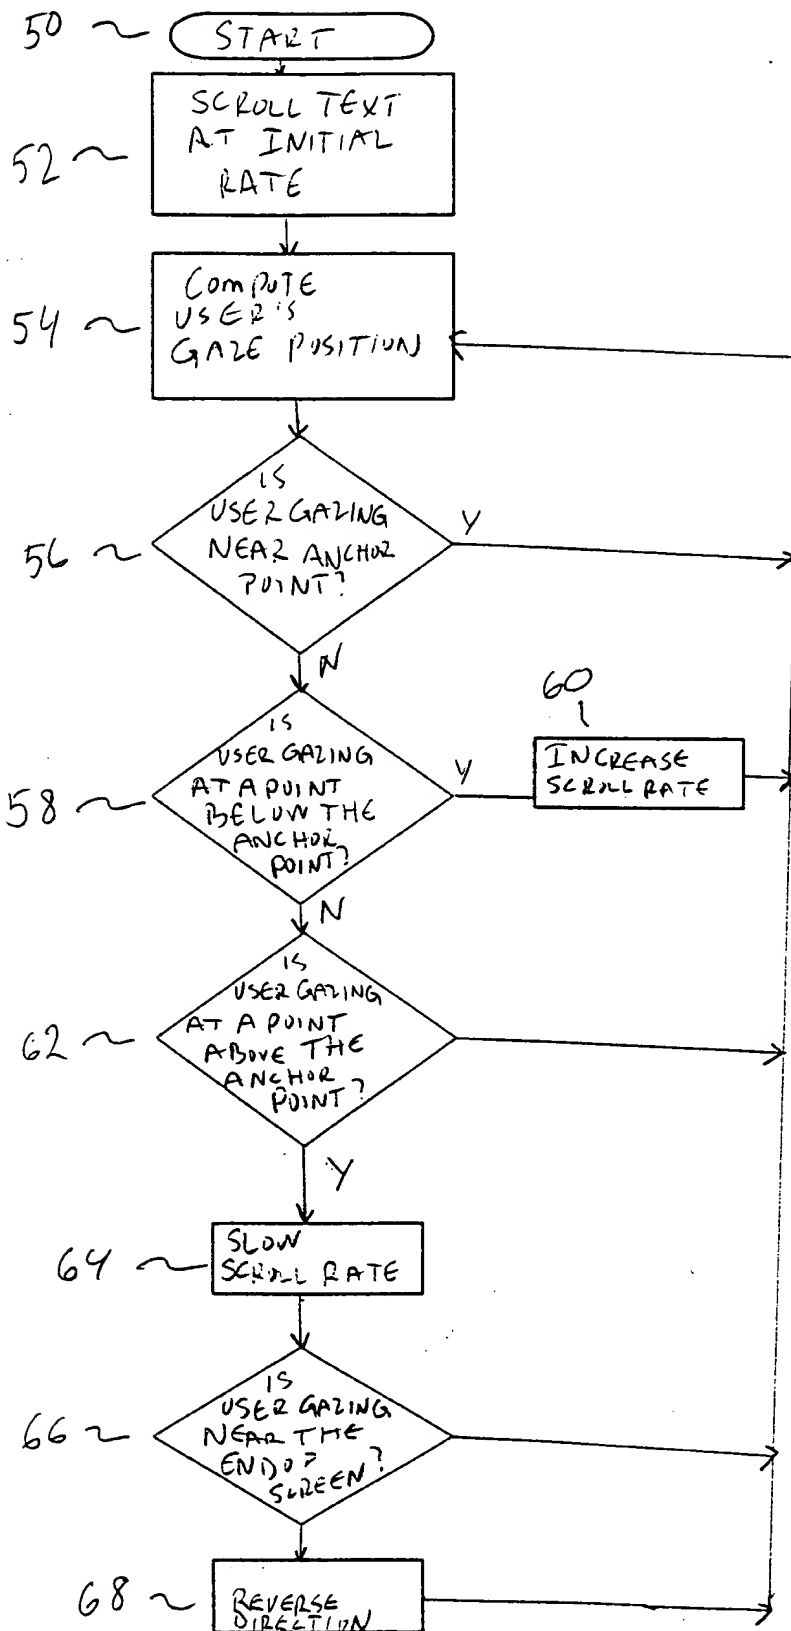 50 ~ START
SCROLL TEXT
52 ~ AT INITIAL
RATE
COMPUTE
54 ~ USER'S
GAZE POSITION
IS
USER GAZING
56 ~ NEAR ANCHOR
POINT?
Y
N
60
IS
USER GAZING
AT A POINT
58 ~ BELOW THE
ANCHOR
POINT?
Y
INCREASE
SCROLL RATE
N
IS
USER GAZING
AT A POINT
62 ~ ABOVE THE
ANCHOR
POINT?
Y
64 ~ SLOW
SCROLL RATE
IS
USER GAZING
66 ~ NEAR THE
END OF
SCREEN?
68 ~ REVERSE
DIRECTION